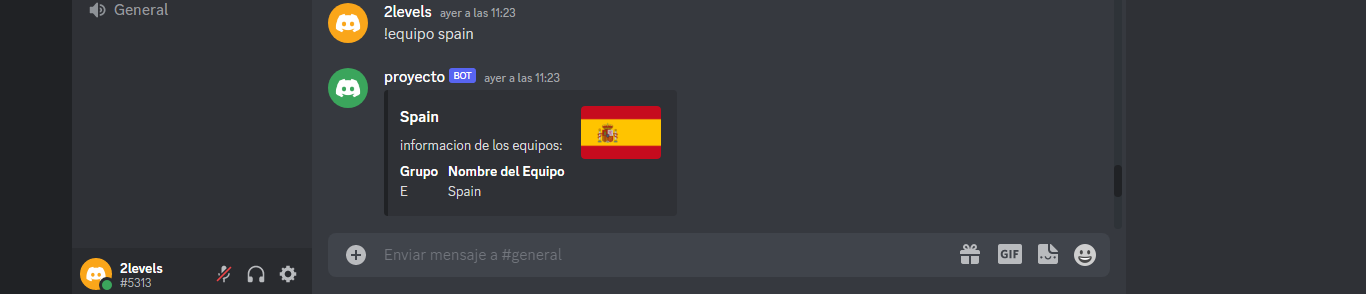 General
2levels ayer a las 11:23
!equipo spain
proyecto BOT ayer a las 11:23
Spain
informacion de los equipos:
Grupo Nombre del Equipo
E Spain
Enviar mensaje a #general
GIF
2levels
#5313